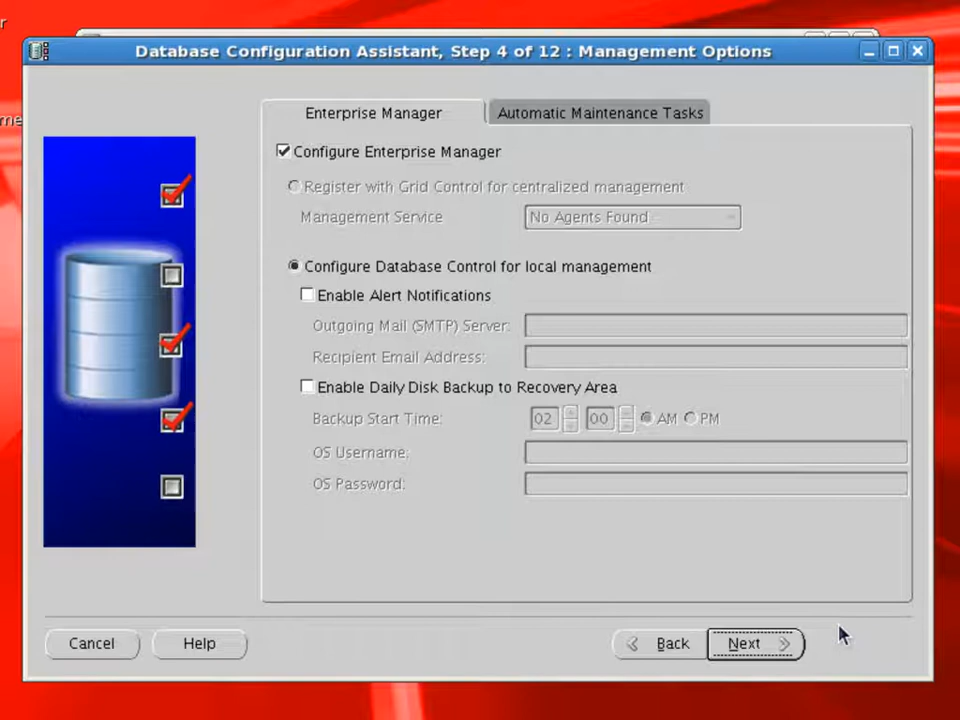 r
Database Configuration Assistant, Step 4 of 12 : Management Options
me
Enterprise Manager
Automatic Maintenance Tasks
Configure Enterprise Manager
Register with Grid Control for centralized management
Management Service
No Agents Found
Configure Database Control for local management
Enable Alert Notifications
Outgoing Mail (SMTP) Server:
Recipient Email Address:
Enable Daily Disk Backup to Recovery Area
Backup Start Time:
02
00
AM
PM
OS Username:
OS Password:
Cancel
Help
Back
Next